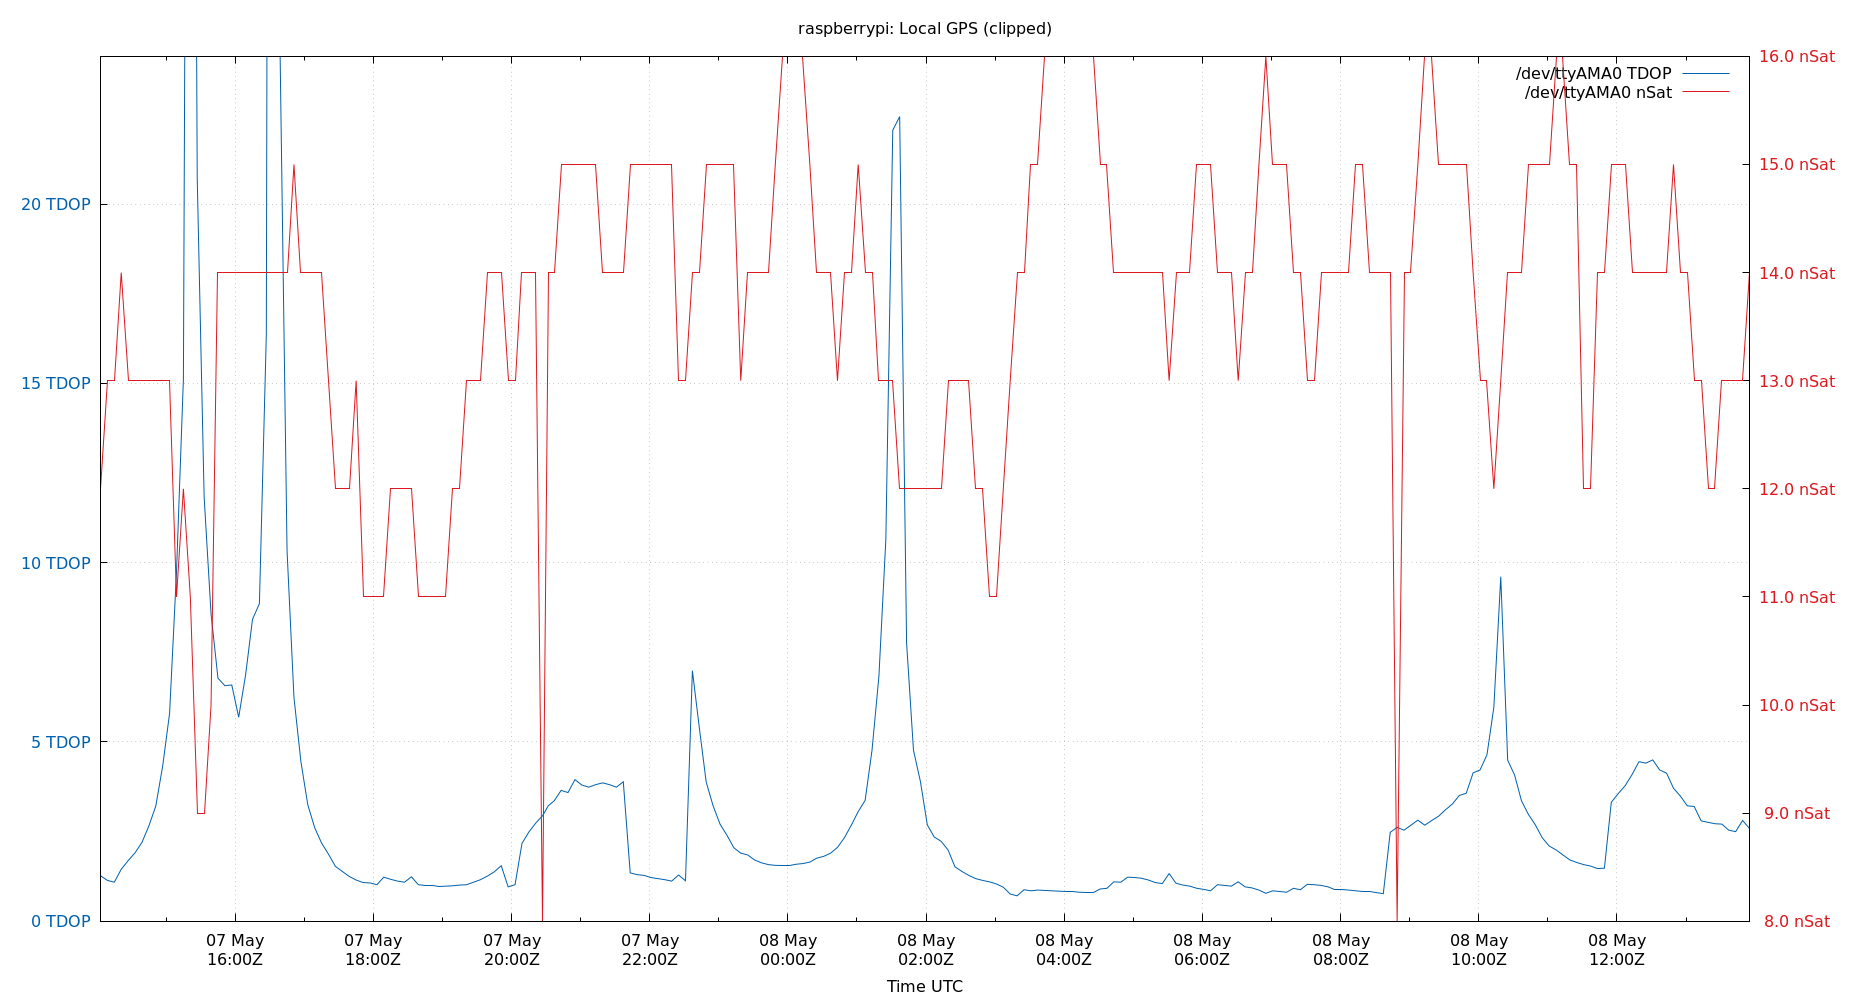 raspberrypi: Local GPS (clipped)
/dev/ttyAMA0 TDOP
/dev/ttyAMA0 nSat
20 TDOP
15 TDOP
10 TDOP
5 TDOP
0 TDOP
16.0 nSat
15.0 nSat
14.0 nSat
13.0 nSat
12.0 nSat
11.0 nSat
10.0 nSat
9.0 nSat
8.0 nSat
07 May
16:00Z
07 May
18:00Z
07 May
20:00Z
07 May
22:00Z
08 May
00:00Z
08 May
02:00Z
08 May
04:00Z
08 May
06:00Z
08 May
08:00Z
08 May
10:00Z
08 May
12:00Z
Time UTC